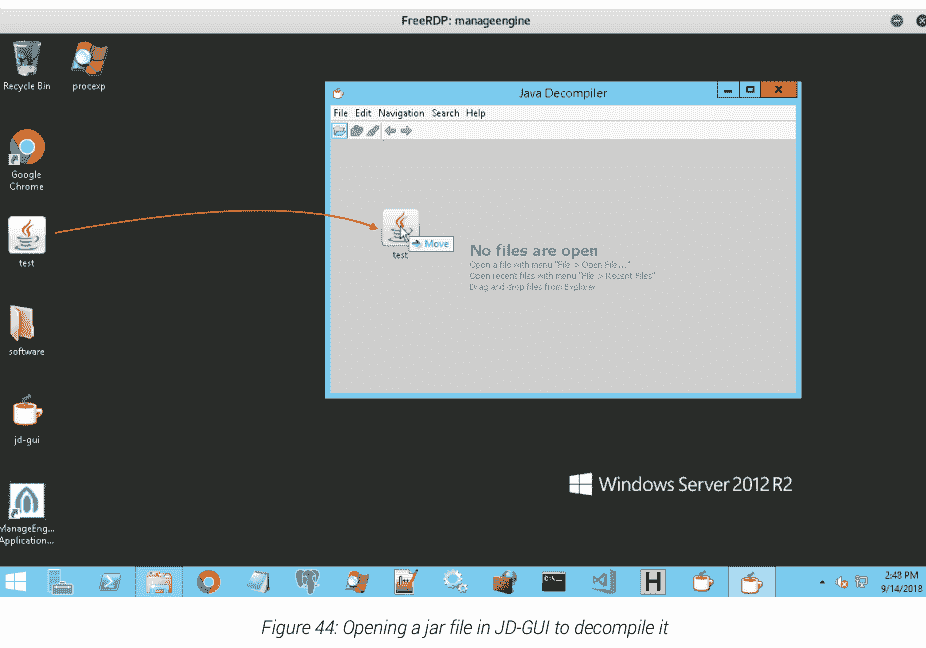 FreeRDP: manageengine
Recycle Bin
procexp
Java Decompiler
File Edit Navigation Search Help
Google
Chrome
test
Move
test
No files are open
Open a file with menu "File > Open File..."
Open recent files with menu "File > Recent Files"
Drag and drop files from Explorer
software
jd-gui
Windows Server 2012 R2
ManageEng...
Application...
C:\_
H
2:48 PM
9/14/2018
Figure 44: Opening a jar file in JD-GUI to decompile it